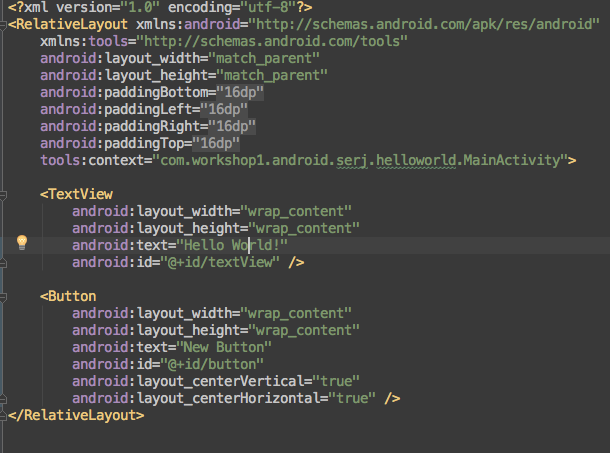 <?xml version="1.0" encoding="utf-8"?>
<RelativeLayout xmlns:android="http://schemas.android.com/apk/res/android"
    xmlns:tools="http://schemas.android.com/tools"
    android:layout_width="match_parent"
    android:layout_height="match_parent"
    android:paddingBottom="16dp"
    android:paddingLeft="16dp"
    android:paddingRight="16dp"
    android:paddingTop="16dp"
    tools:context="com.workshop1.android.serj.helloworld.MainActivity">

    <TextView
        android:layout_width="wrap_content"
        android:layout_height="wrap_content"
        android:text="Hello World!"
        android:id="@+id/textView" />

    <Button
        android:layout_width="wrap_content"
        android:layout_height="wrap_content"
        android:text="New Button"
        android:id="@+id/button"
        android:layout_centerVertical="true"
        android:layout_centerHorizontal="true" />
</RelativeLayout>